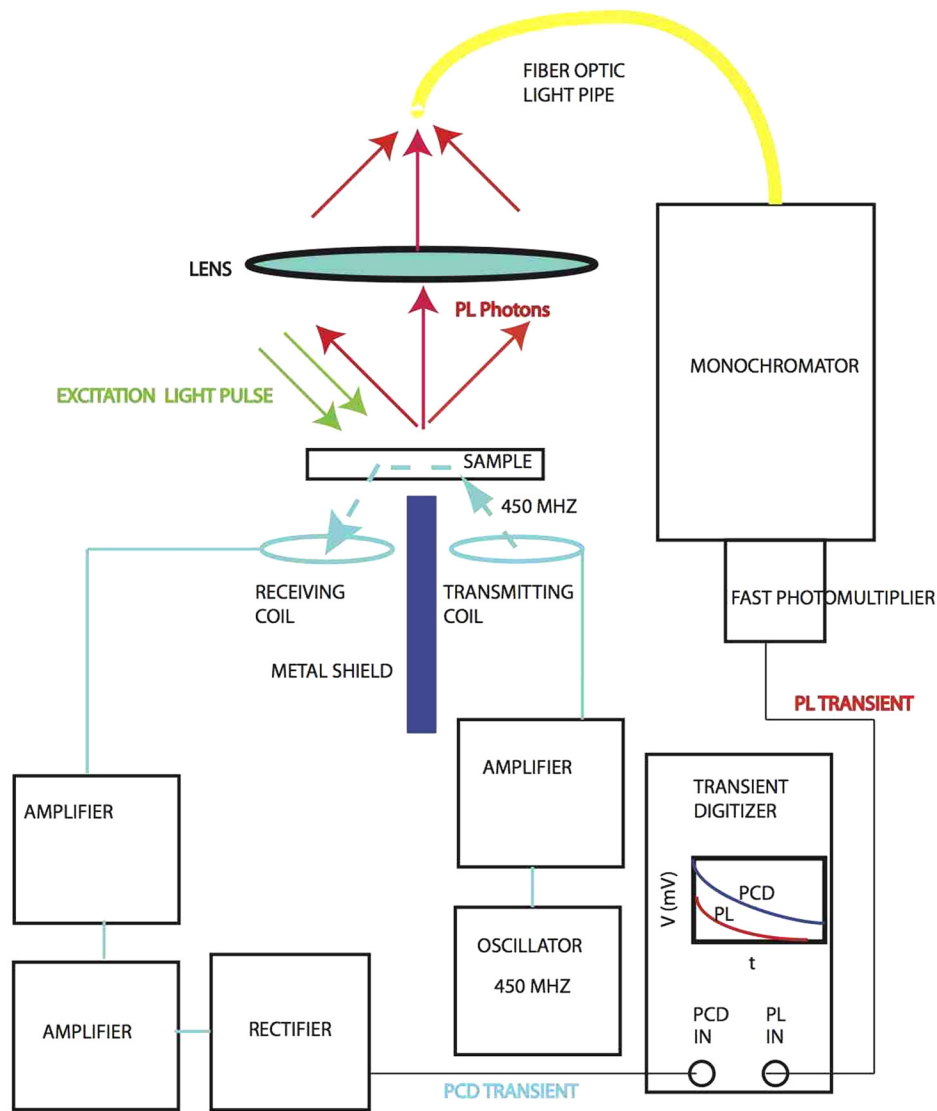 FIBER OPTIC
LIGHT PIPE
LENS
PL Photons
EXCITATION LIGHT PULSE
MONOCHROMATOR
SAMPLE
450 MHZ
RECEIVING
COIL
TRANSMITTING
COIL
FAST PHOTOMULTIPLIER
METAL SHIELD
PL TRANSIENT
AMPLIFIER
AMPLIFIER
TRANSIENT
DIGITIZER
V (mV)
PCD
PL
t
OSCILLATOR
450 MHZ
AMPLIFIER
RECTIFIER
PCD
IN
PL
IN
PCD TRANSIENT